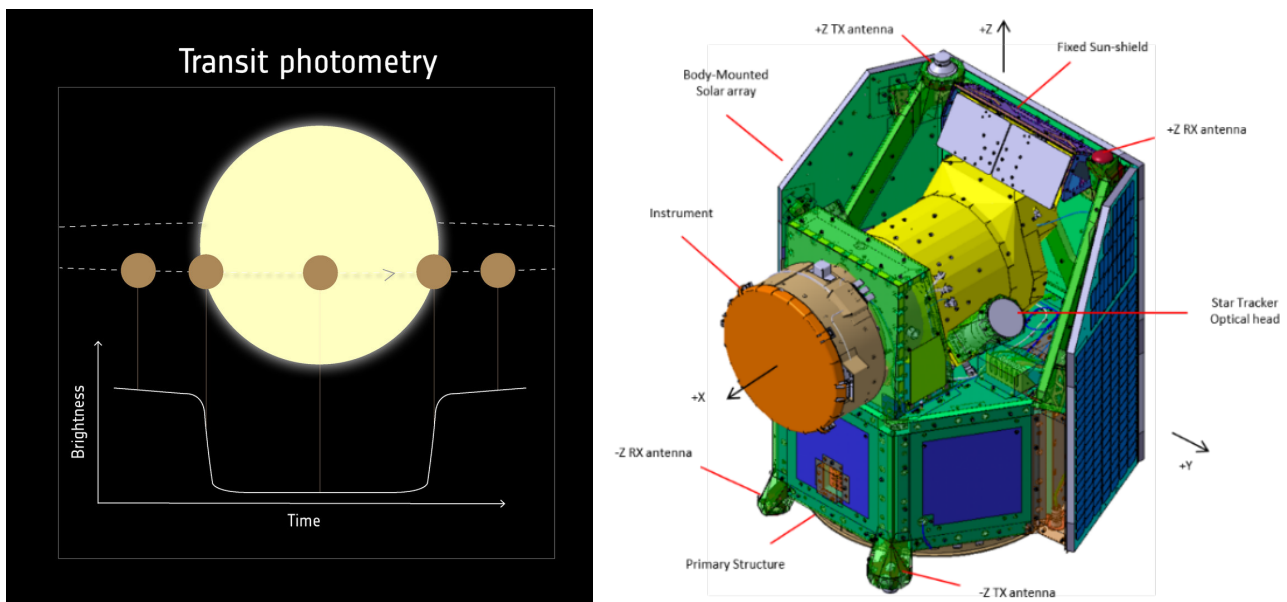 Transit photometry
Brightness
Time
+Z TX antenna
+Z
Fixed Sun-shield
Body-Mounted
Solar array
+Z RX antenna
Instrument
Star Tracker
Optical head
+X
-Z RX antenna
+Y
Primary Structure
-Z TX antenna